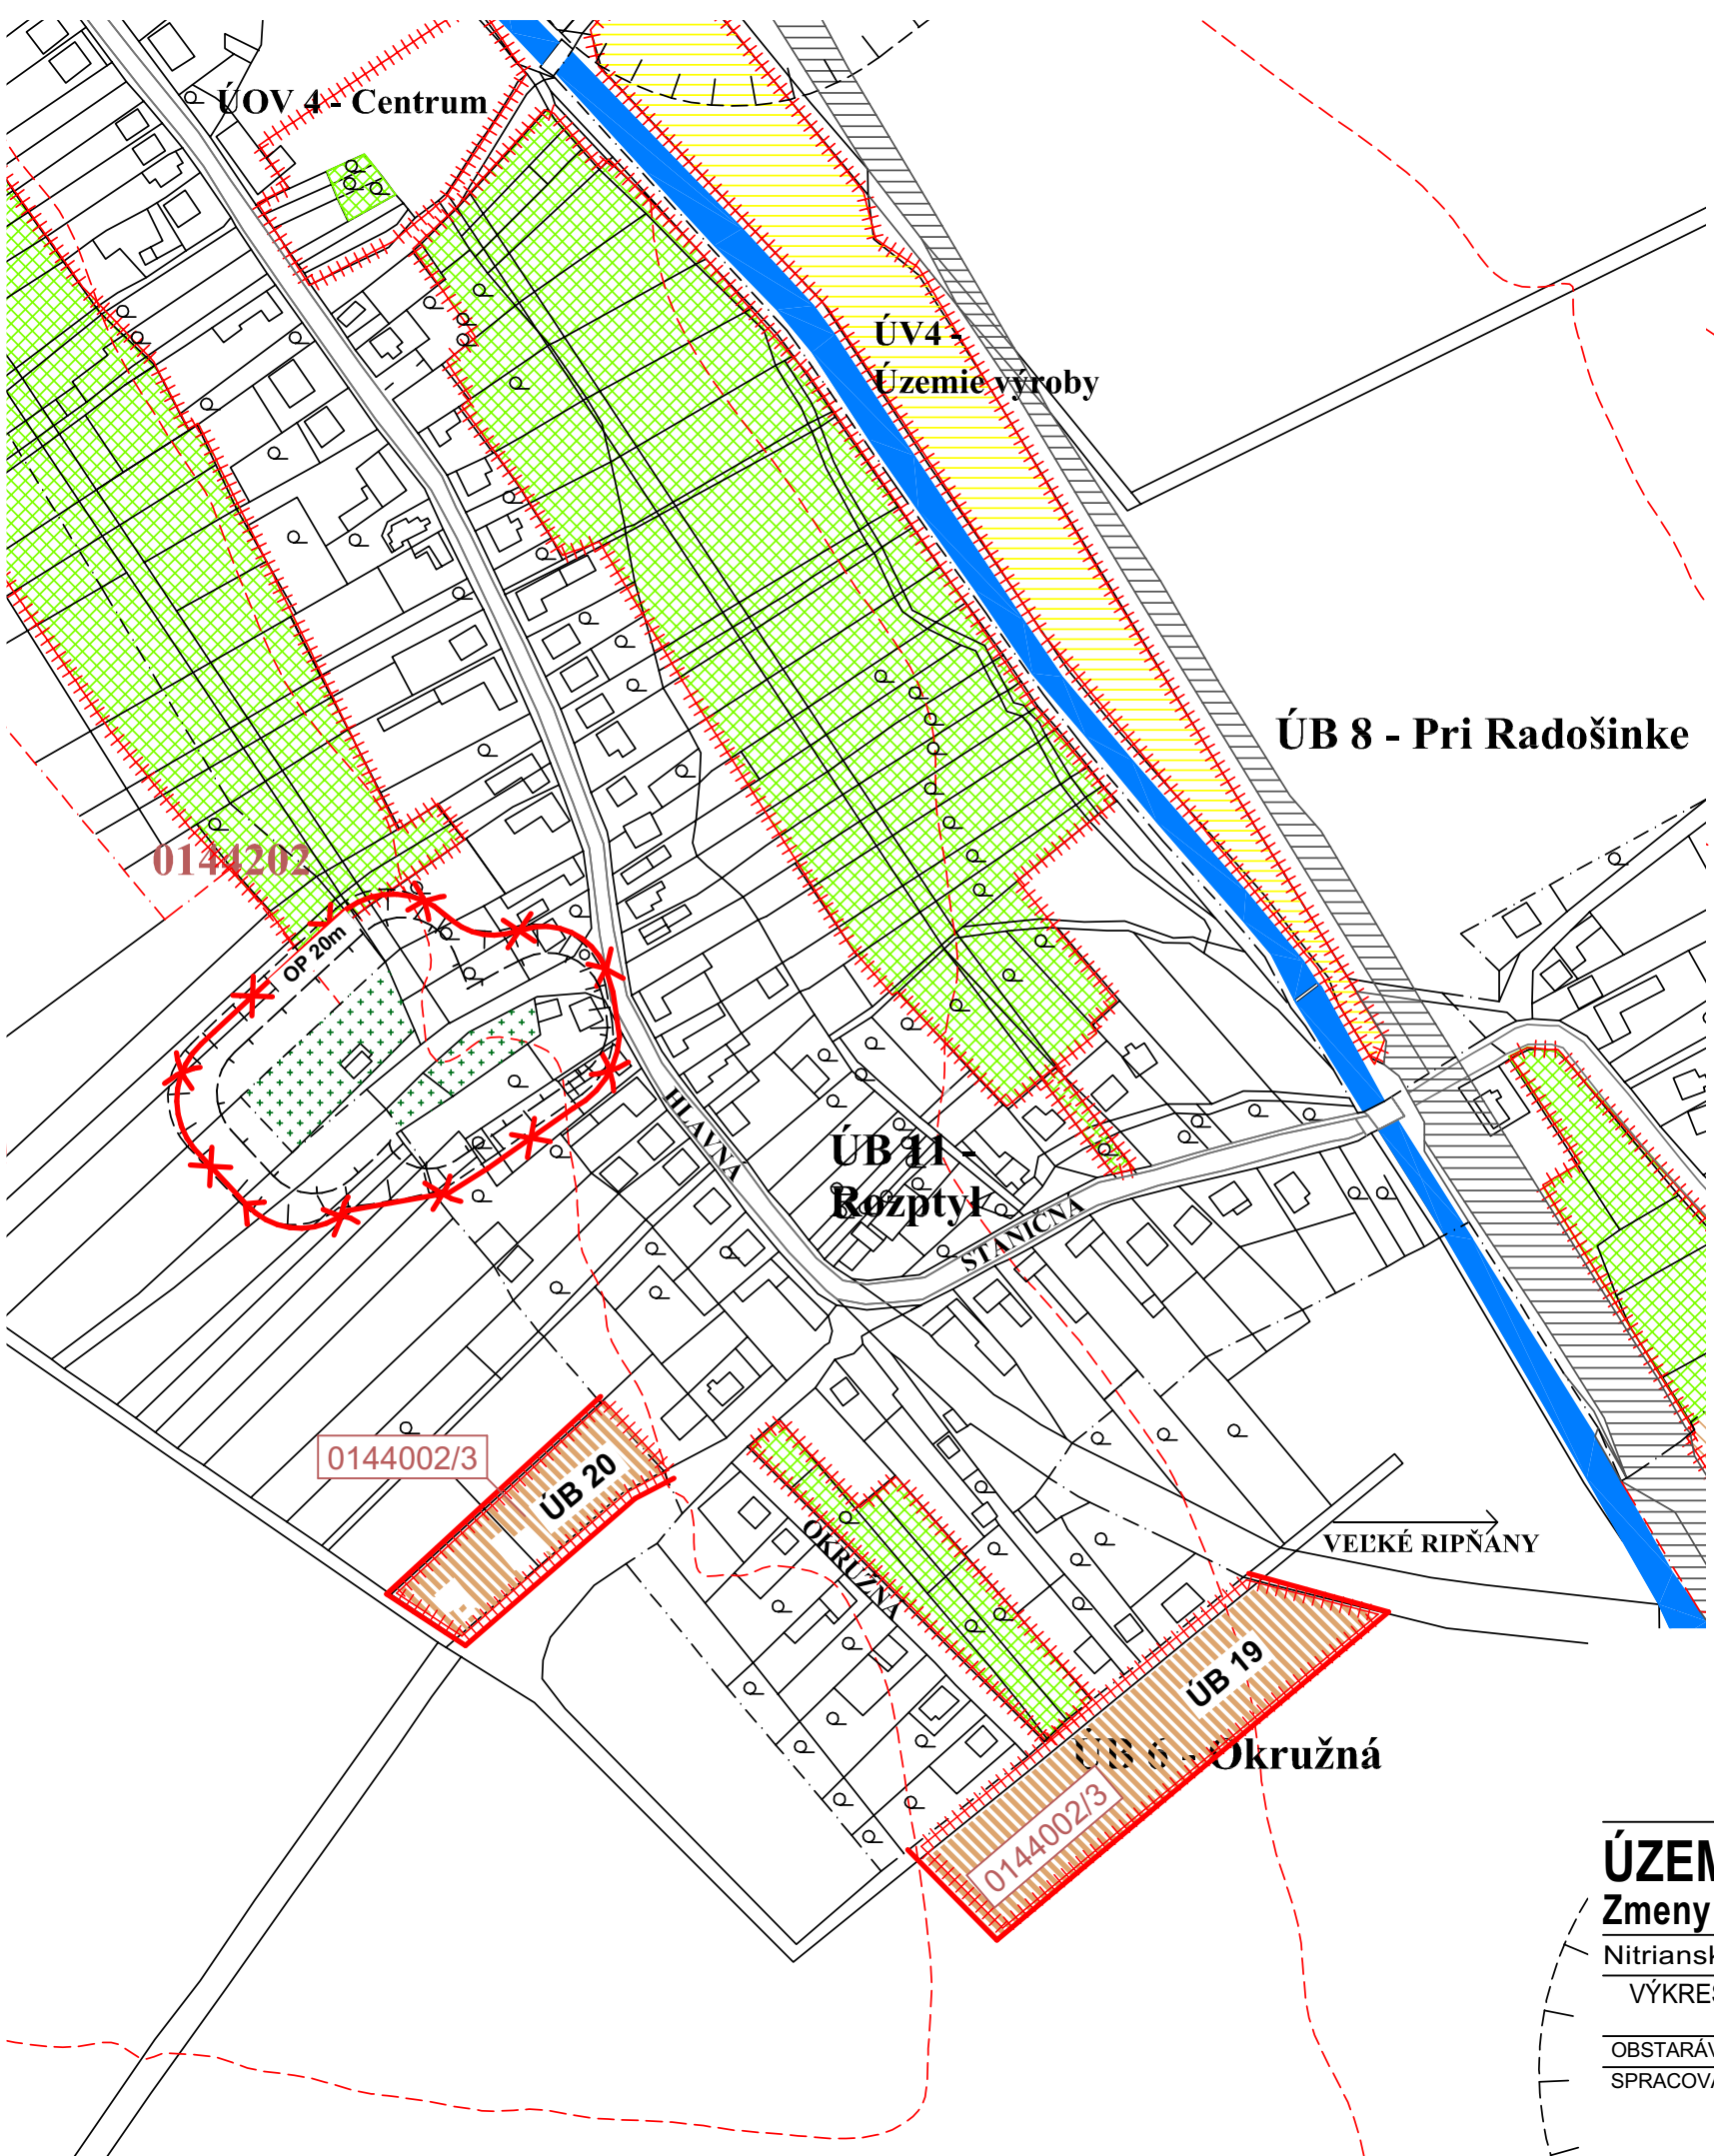 ÚOV 4 - Centrum
ÚV4 -
Územie výroby
ÚB 8 - Pri Radošinke
0144202
OP 20m
HLAVNÁ
ÚB 11 -
Rozptyl
STANIČNÁ
0144002/3
ÚB 20
OKRUŽNÁ
VEĽKÉ RIPŇANY
ÚB 19
ÚB 6 - Okružná
0144002/3
ÚZEM
Zmeny
Nitriansk
VÝKRES
OBSTARÁV
SPRACOVA